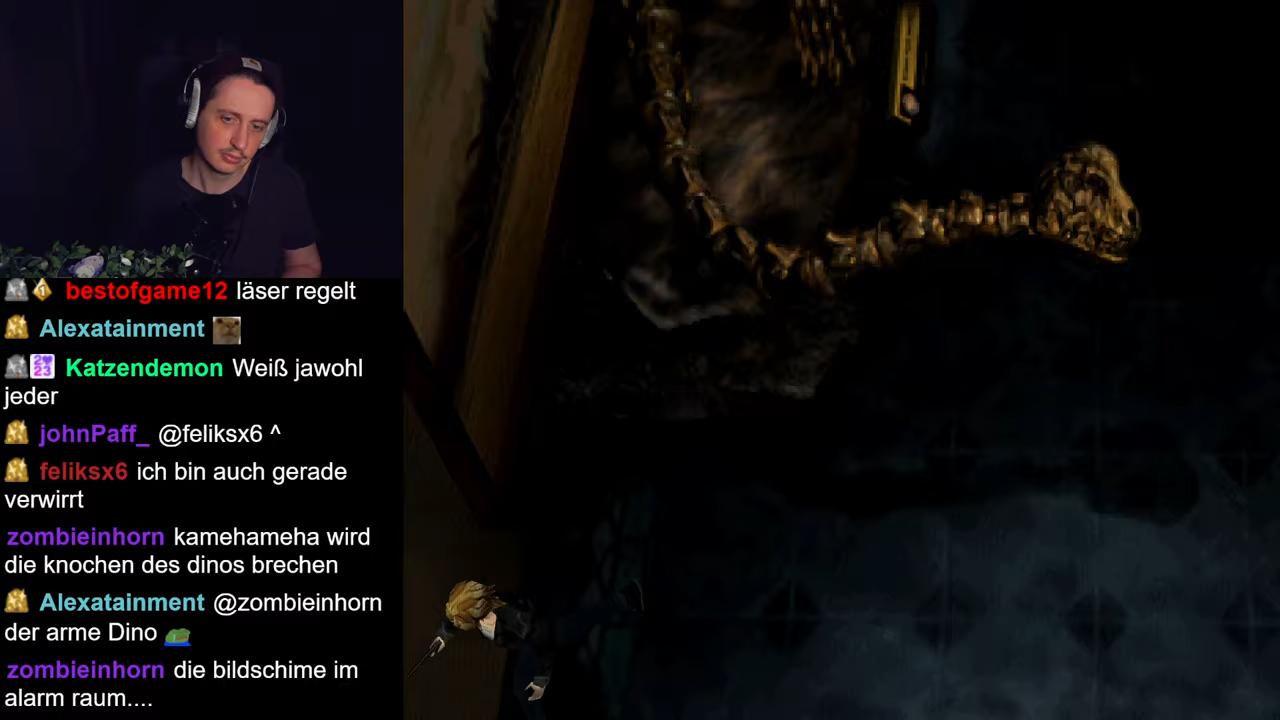 bestofgame12 läser regelt
Alexatainment
Katzendemon Weiß jawohl
jeder
johnPaff_ @feliksx6 ^
feliksx6 ich bin auch gerade
verwirrt
zombieinhorn kamehameha wird
die knochen des dinos brechen
Alexatainment @zombieinhorn
der arme Dino
zombieinhorn die bildschime im
alarm raum....